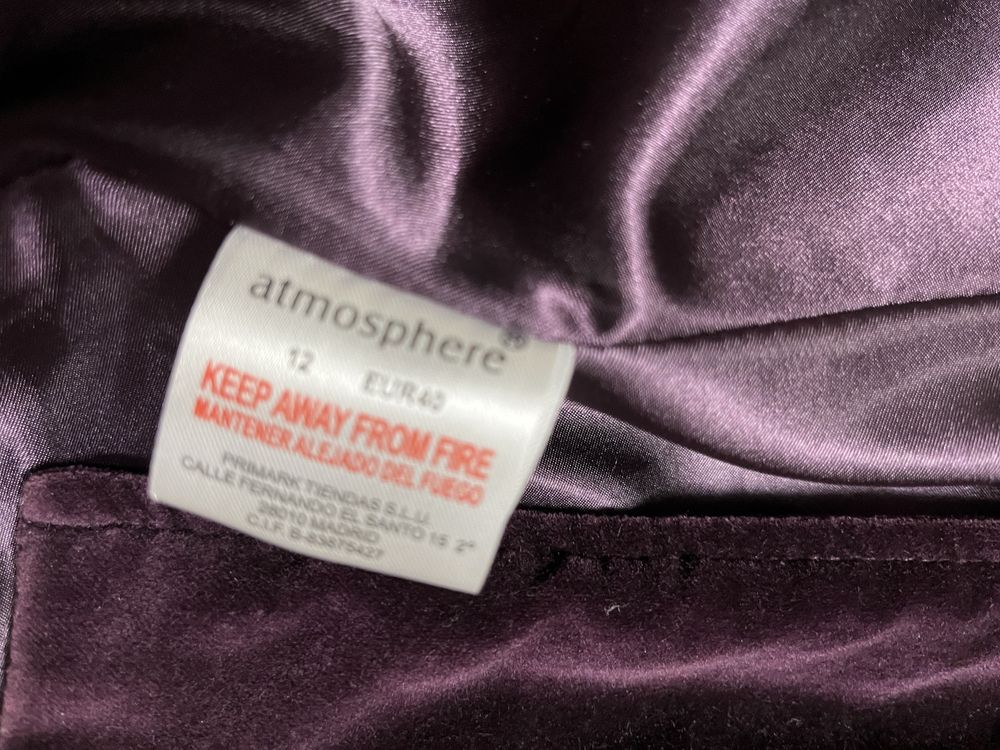 atmosphere®
12 EUR40
KEEP AWAY FROM FIRE
MANTENER ALEJADO DEL FUEGO
PRIMARK TIENDAS S.L.U.
CALLE FERNANDO EL SANTO 15 2°
28010 MADRID
C.I.F. B-83875427